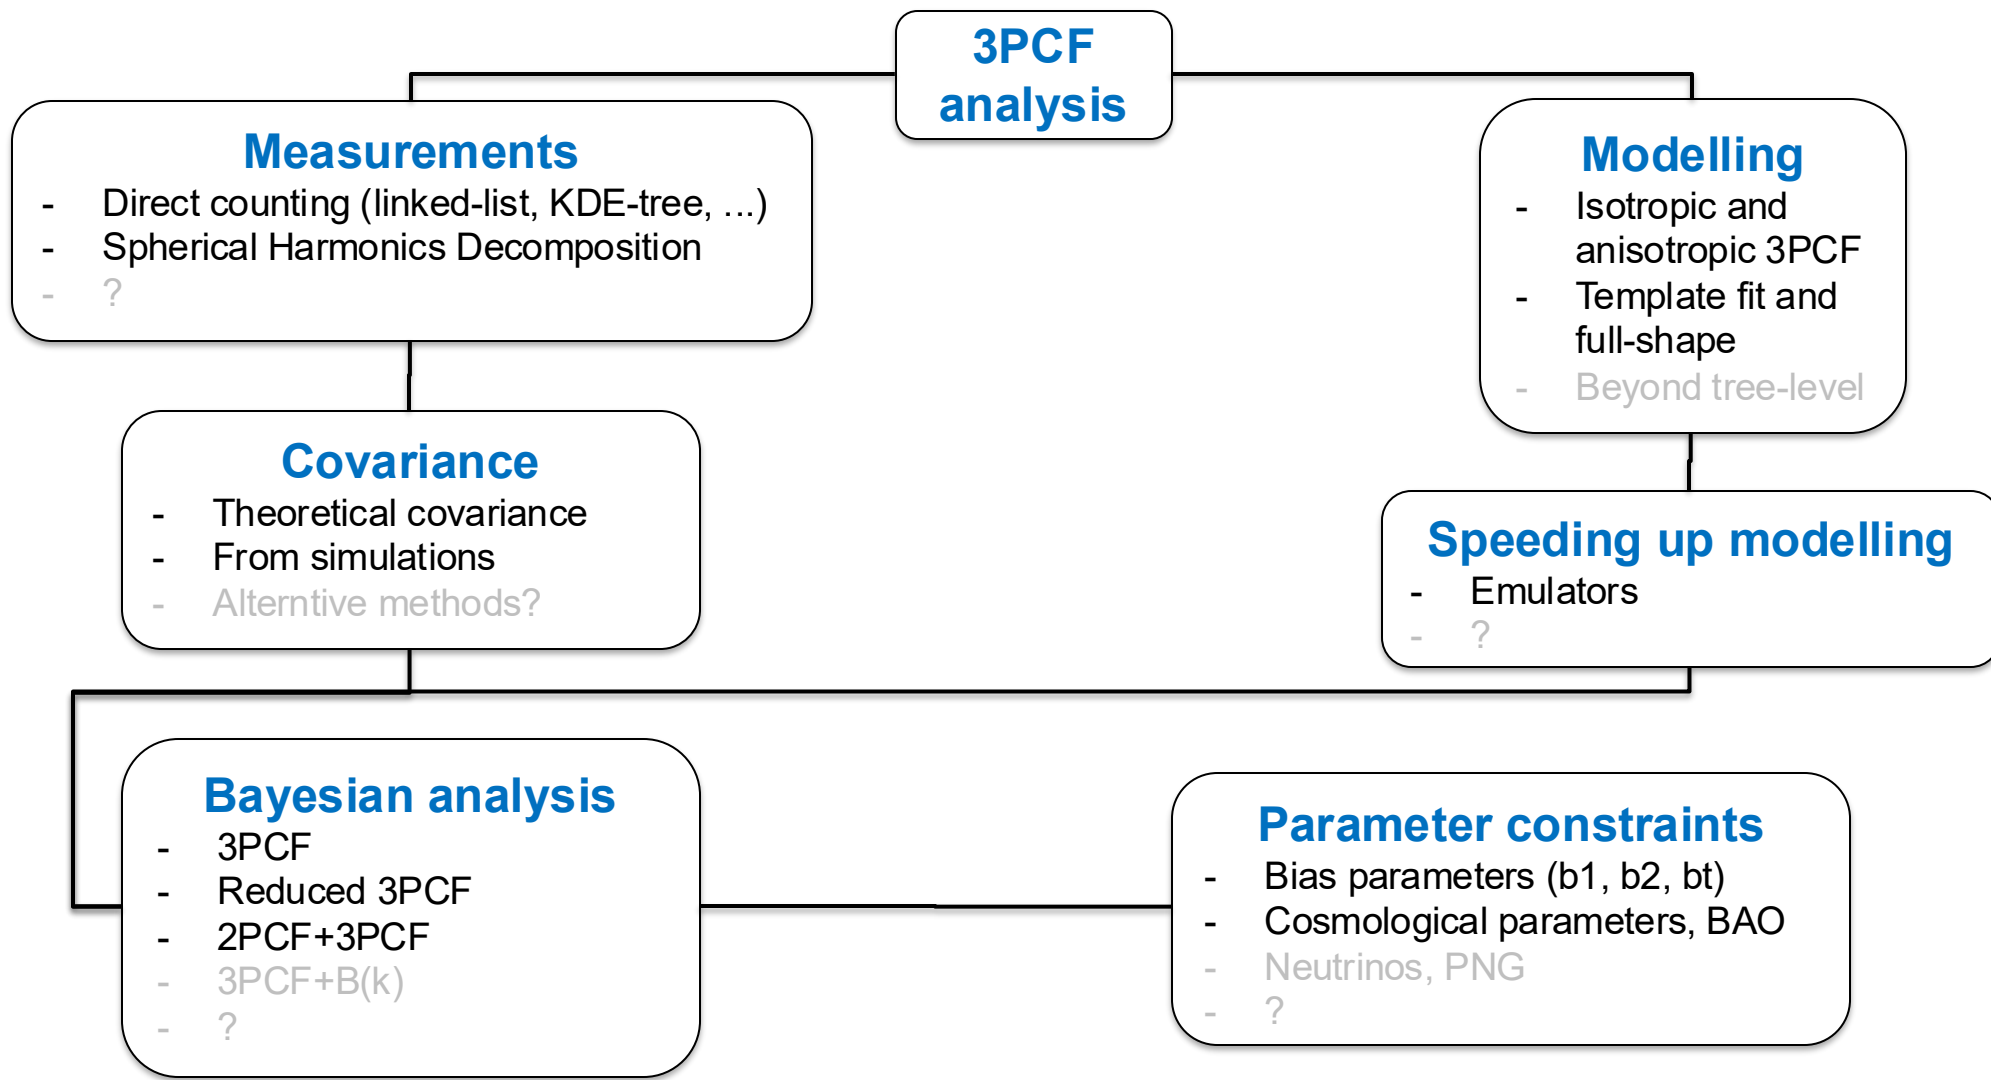 3PCF
analysis
Measurements
- Direct counting (linked-list, KDE-tree, ...)
- Spherical Harmonics Decomposition
- ?
Modelling
- Isotropic and
anisotropic 3PCF
- Template fit and
full-shape
- Beyond tree-level
Covariance
- Theoretical covariance
- From simulations
- Alterntive methods?
Speeding up modelling
- Emulators
- ?
Bayesian analysis
- 3PCF
- Reduced 3PCF
- 2PCF+3PCF
- 3PCF+B(k)
- ?
Parameter constraints
- Bias parameters (b1, b2, bt)
- Cosmological parameters, BAO
- Neutrinos, PNG
- ?